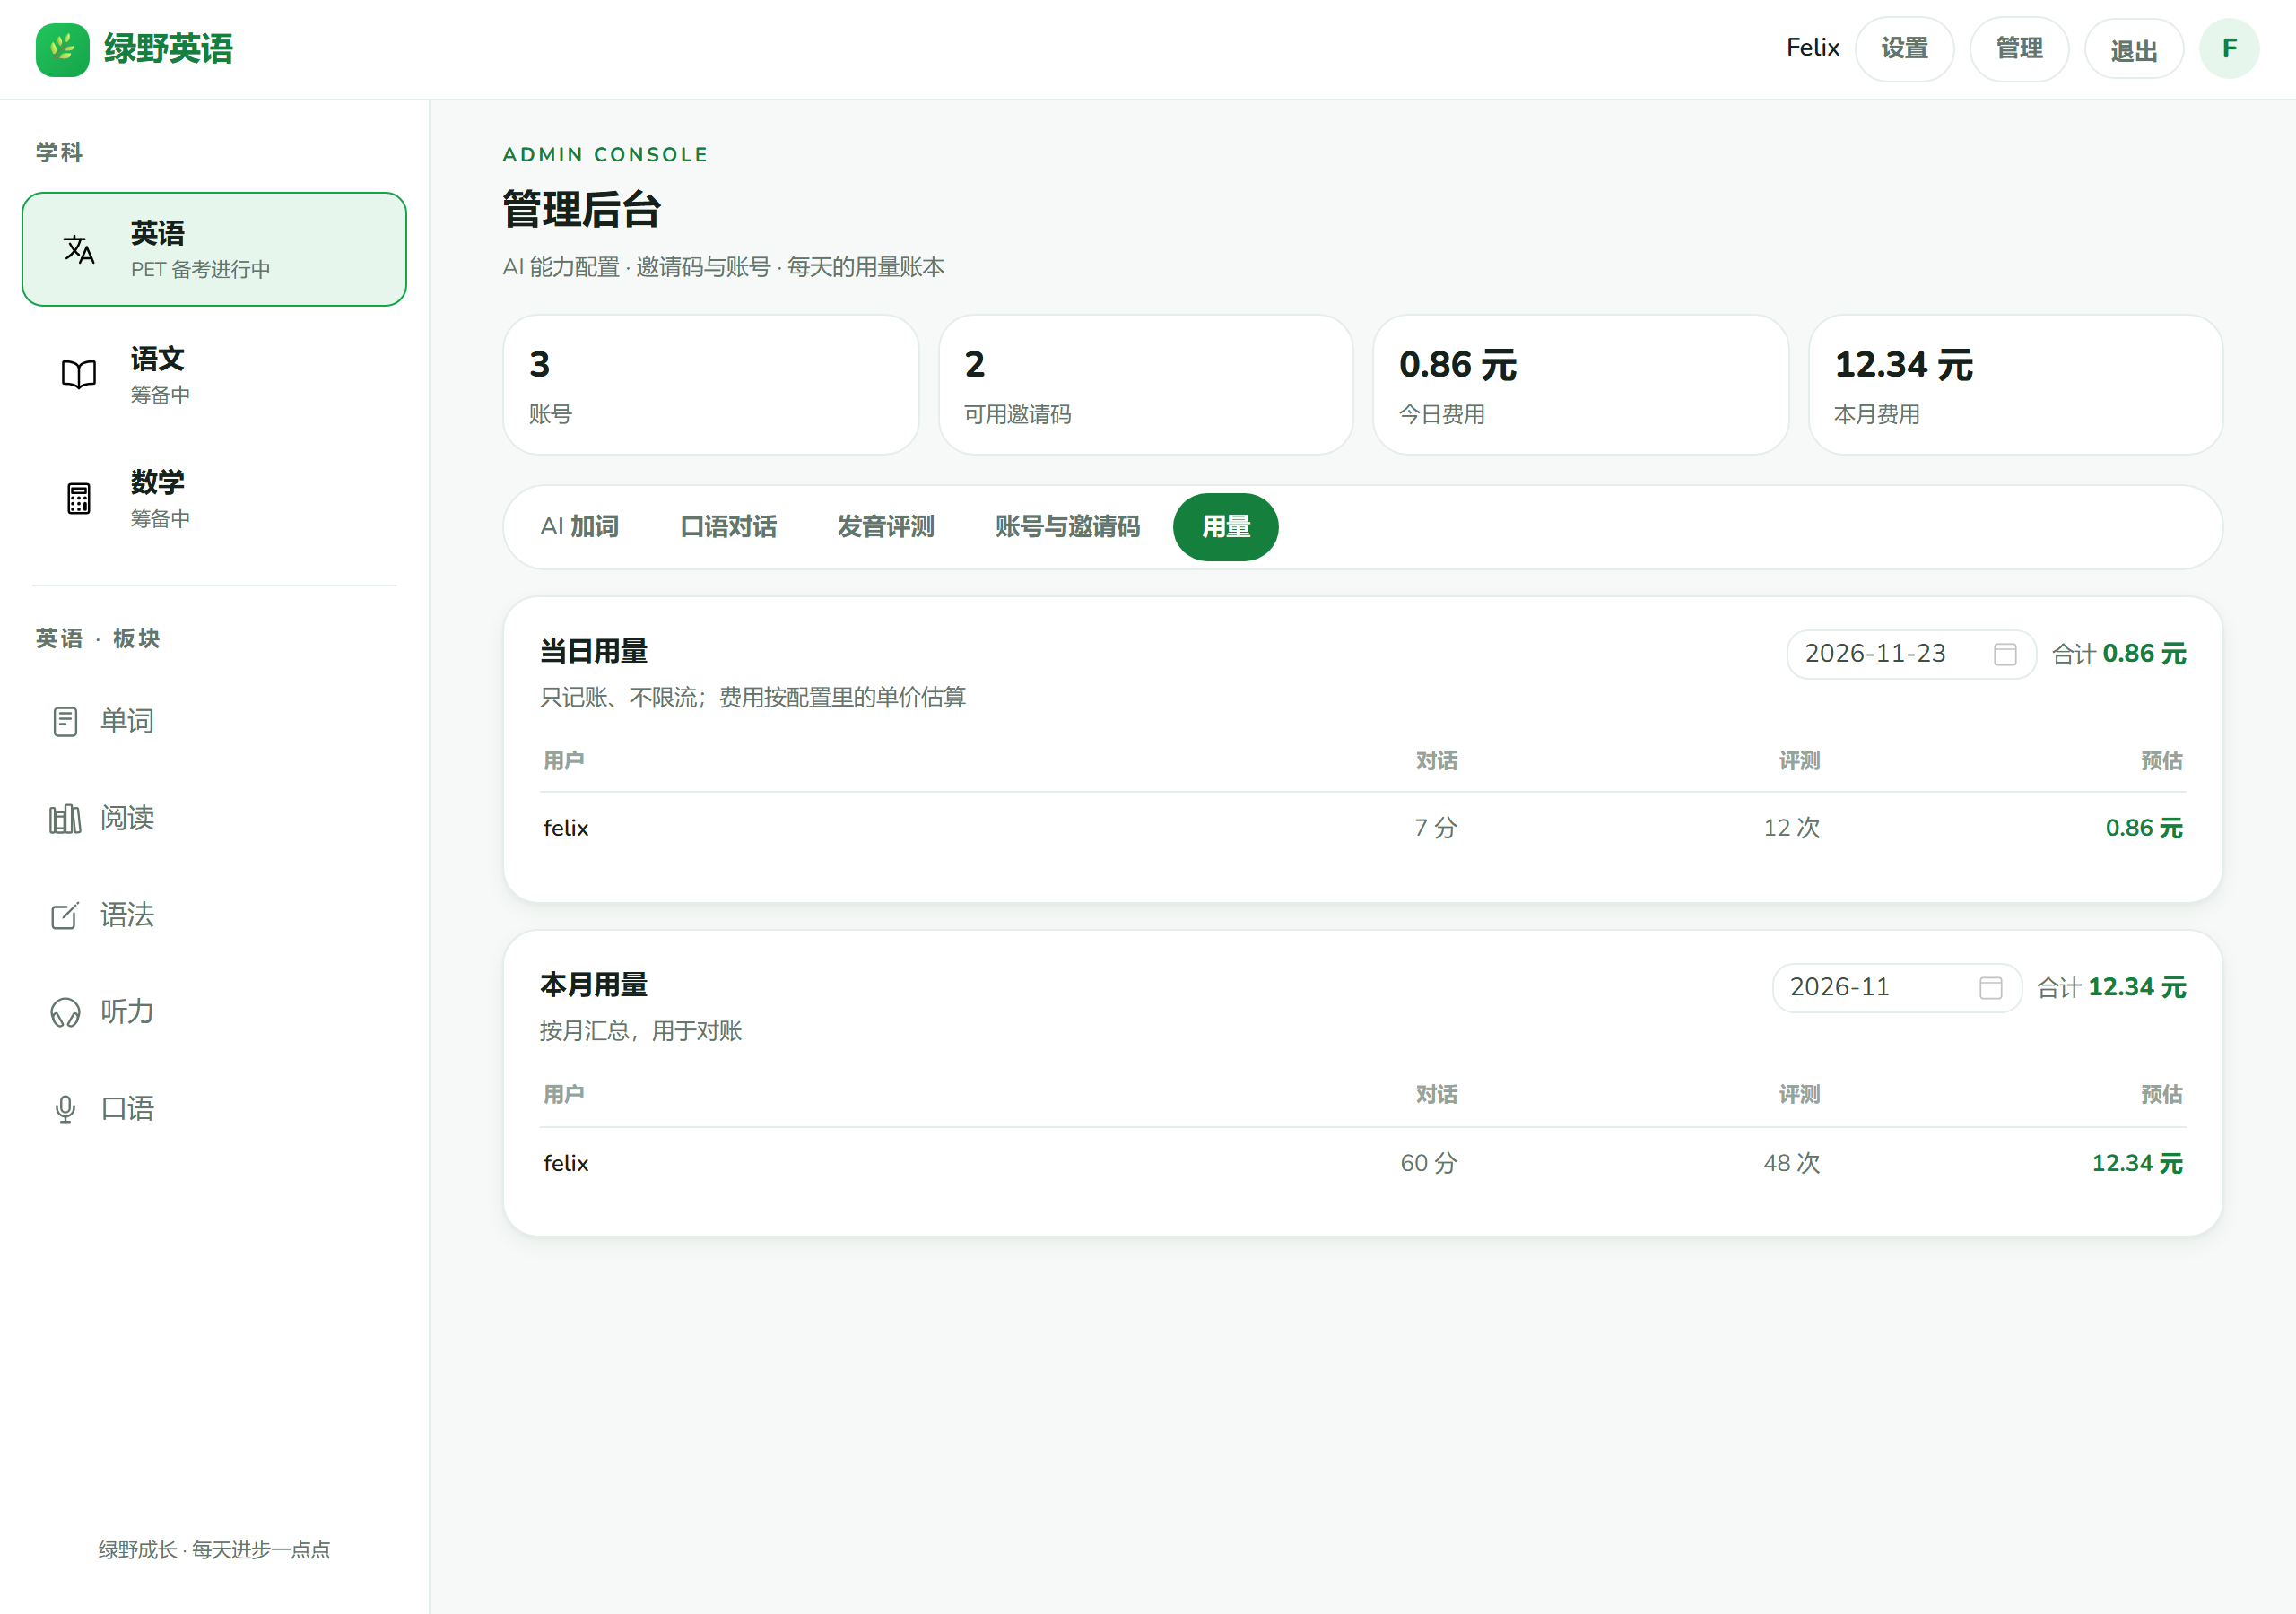 绿野英语
Felix 设置 管理 退出 F
学科
英语
PET 备考进行中
语文
筹备中
数学
筹备中
英语 · 板块
单词
阅读
语法
听力
口语
绿野成长 · 每天进步一点点
ADMIN CONSOLE
管理后台
AI 能力配置 · 邀请码与账号 · 每天的用量账本
3
账号
2
可用邀请码
0.86 元
今日费用
12.34 元
本月费用
AI 加词 口语对话 发音评测 账号与邀请码 用量
当日用量
2026-11-23 合计 0.86 元
只记账、不限流；费用按配置里的单价估算
用户 对话 评测 预估
felix 7 分 12 次 0.86 元
本月用量
2026-11 合计 12.34 元
按月汇总，用于对账
用户 对话 评测 预估
felix 60 分 48 次 12.34 元